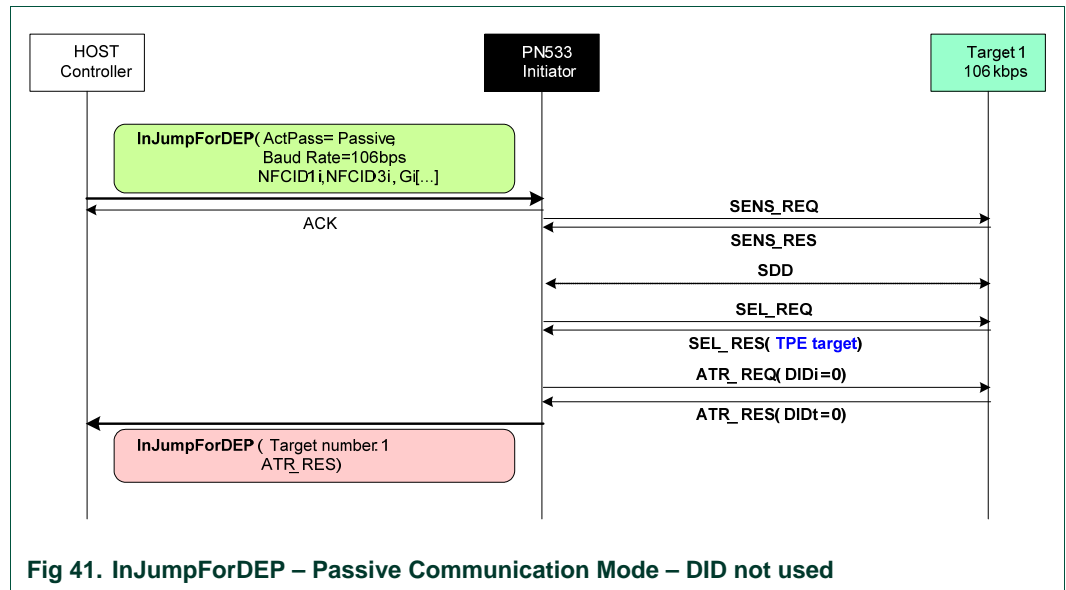 HOST
Controller
PN533
Initiator
Target 1
106 kbps
InJumpForDEP( ActPass= Passive,
Baud Rate=106bps
NFCID1i,NFCID3i, Gi[...]
ACK
SENS_REQ
SENS_RES
SDD
SEL_REQ
SEL_RES( TPE target)
ATR_REQ( DIDi=0)
ATR_RES( DIDt=0)
InJumpForDEP ( Target number: 1
ATR_RES)
Fig 41. InJumpForDEP – Passive Communication Mode – DID not used